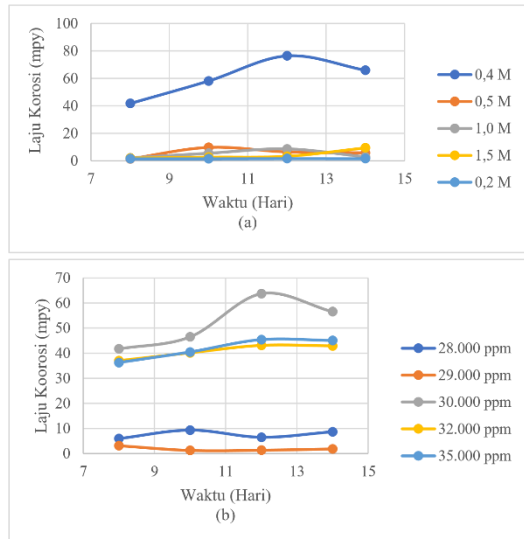 100
80
60
40
20
0
7
9
11
13
15
Laju Korosi (mpy)
Waktu (Hari)
(a)
0,4 M
0,5 M
1,0 M
1,5 M
0,2 M
70
60
50
40
30
20
10
0
7
9
11
13
15
Laju Koorosi (mpy)
Waktu (Hari)
(b)
28.000 ppm
29.000 ppm
30.000 ppm
32.000 ppm
35.000 ppm